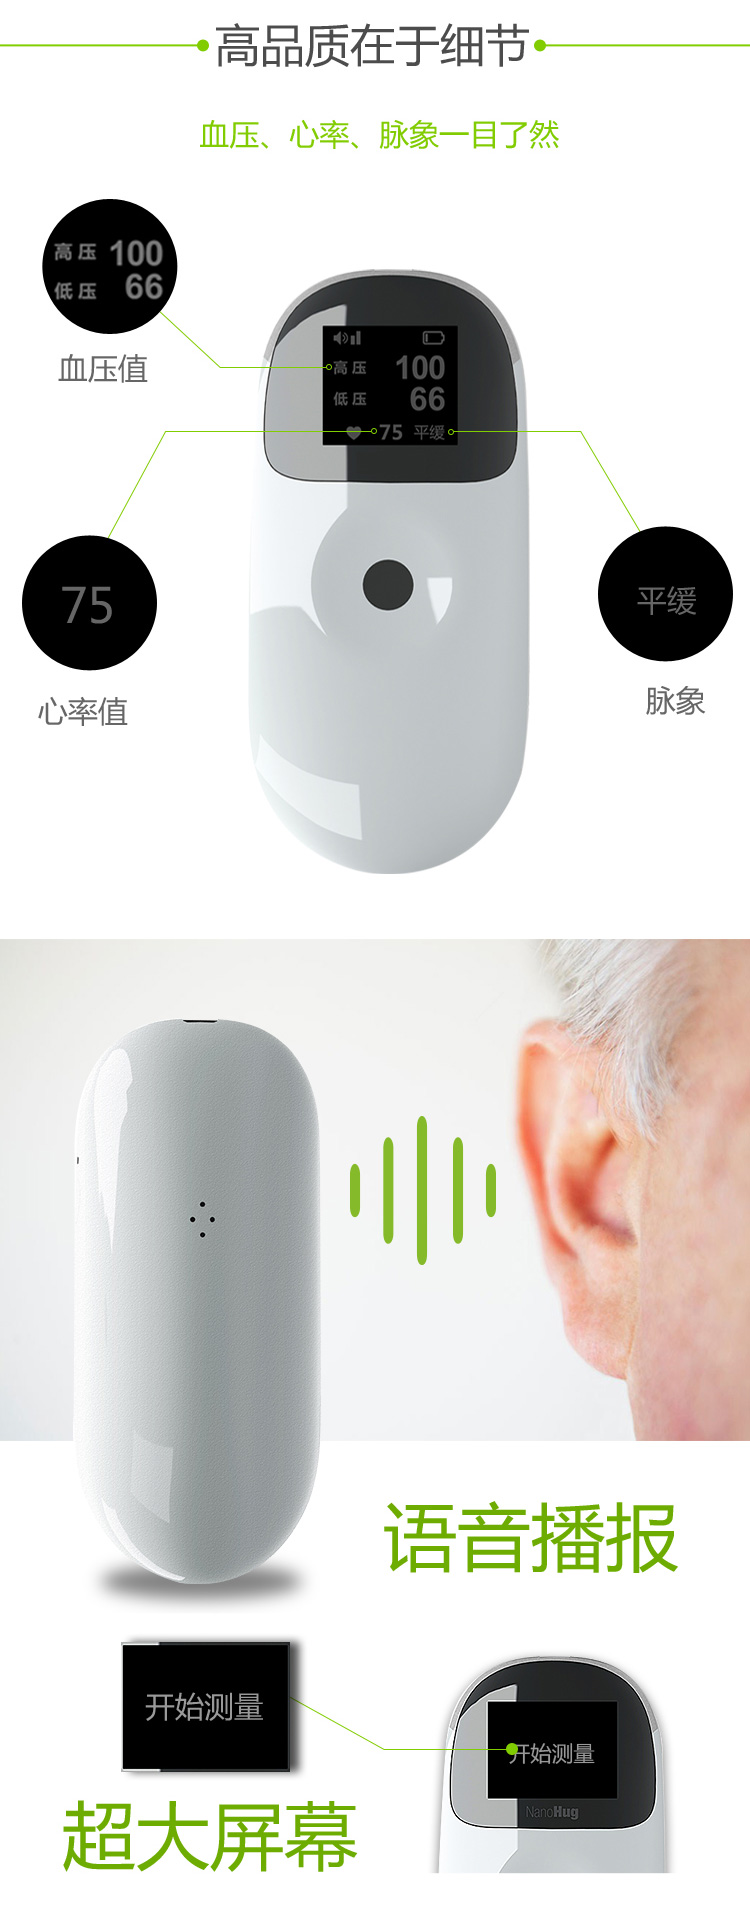 高品质在于细节
血压、心率、脉象一目了然
高压 100
低压 66
血压值
高压 100
低压 66
75 平缓
75
心率值
平缓
脉象
语音播报
开始测量
开始测量
NanoHug
超大屏幕